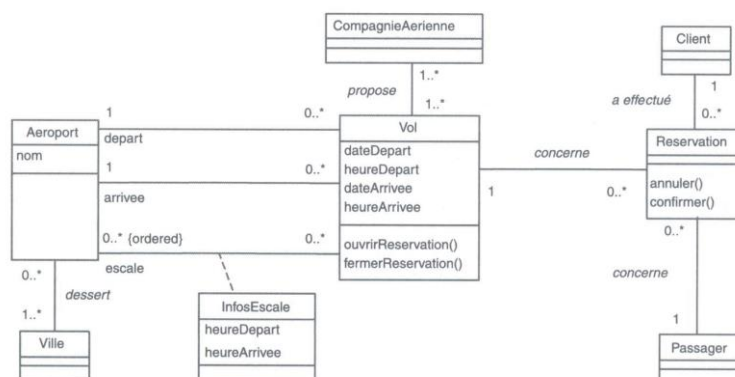 CompagnieAerienne
Client
1..*
1
propose
a effectué
1..*
0..*
1
0..*
Aeroport
depart
Vol
Reservation
nom
dateDepart
heureDepart
concerne
1
0..*
dateArrivee
annuler()
arrivee
heureArrivee
1
0..*
confirmer()
0..* {ordered}
0..*
0..*
escale
ouvrirReservation()
fermerReservation()
0..*
dessert
concerne
InfosEscale
1..*
heureDepart
1
Ville
heureArrivee
Passager